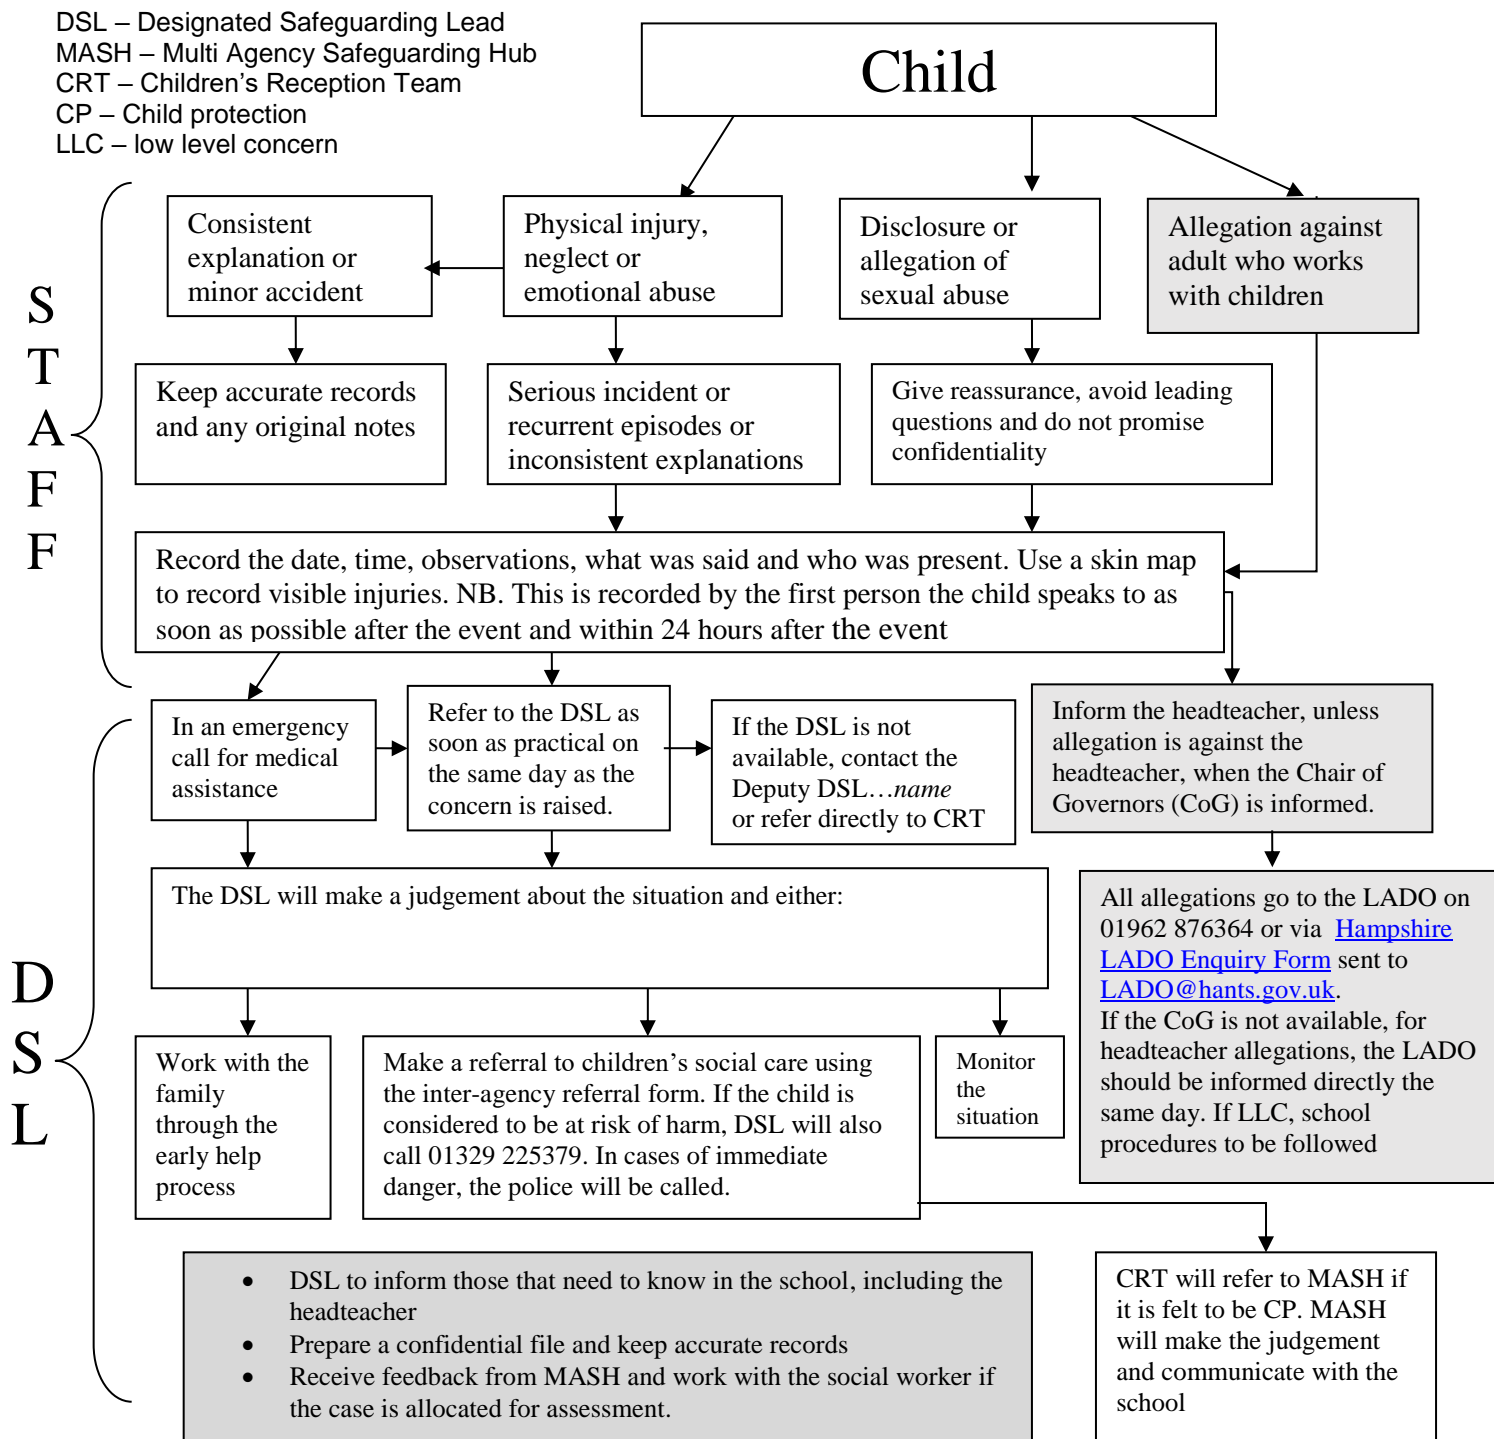 DSL – Designated Safeguarding Lead
MASH – Multi Agency Safeguarding Hub
CRT – Children's Reception Team
CP – Child protection
LLC – low level concern
Child
S
T
A
F
F
Consistent
explanation or
minor accident
Physical injury,
neglect or
emotional abuse
Disclosure or
allegation of
sexual abuse
Allegation against
adult who works
with children
Keep accurate records
and any original notes
Serious incident or
recurrent episodes or
inconsistent explanations
Give reassurance, avoid leading
questions and do not promise
confidentiality
Record the date, time, observations, what was said and who was present. Use a skin map
to record visible injuries. NB. This is recorded by the first person the child speaks to as
soon as possible after the event and within 24 hours after the event
D
S
L
In an emergency
call for medical
assistance
Refer to the DSL as
soon as practical on
the same day as the
concern is raised.
If the DSL is not
available, contact the
Deputy DSL…name
or refer directly to CRT
Inform the headteacher, unless
allegation is against the
headteacher, when the Chair of
Governors (CoG) is informed.
The DSL will make a judgement about the situation and either:
All allegations go to the LADO on
01962 876364 or via Hampshire
LADO Enquiry Form sent to
LADO@hants.gov.uk.
If the CoG is not available, for
headteacher allegations, the LADO
should be informed directly the
same day. If LLC, school
procedures to be followed
Work with the
family
through the
early help
process
Make a referral to children's social care using
the inter-agency referral form. If the child is
considered to be at risk of harm, DSL will also
call 01329 225379. In cases of immediate
danger, the police will be called.
Monitor
the
situation
• DSL to inform those that need to know in the school, including the
headteacher
• Prepare a confidential file and keep accurate records
• Receive feedback from MASH and work with the social worker if
the case is allocated for assessment.
CRT will refer to MASH if
it is felt to be CP. MASH
will make the judgement
and communicate with the
school